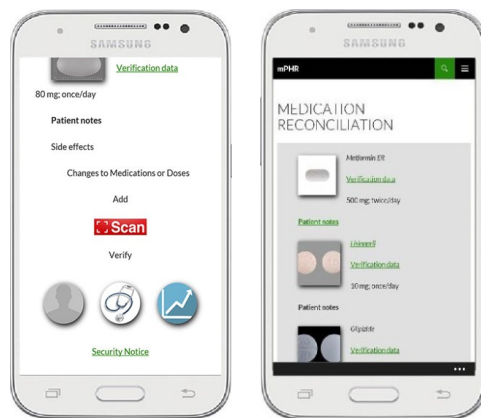 SAMSUNG
Verification data
80 mg; once/day
Patient notes
Side effects
Changes to Medications or Doses
Add
Scan
Verify
Security Notice
SAMSUNG
mPHR
MEDICATION
RECONCILIATION
Metformin ER
Verification data
500 mg; twice/day
Patient notes
Lisinopril
Verification data
10 mg; once/day
Patient notes
Glipizide
Verification data